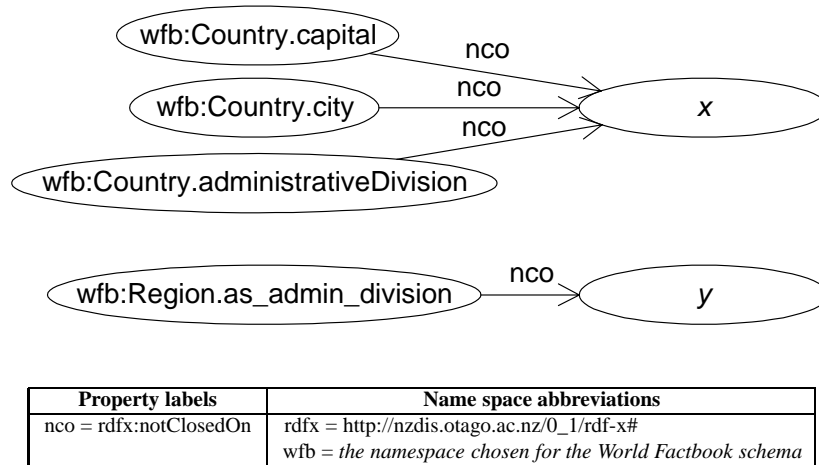 wfb:Country.capital
nco
wfb:Country.city
nco
x
nco
wfb:Country.administrativeDivision
nco
wfb:Region.as_admin_division
y
Property labels Name space abbreviations
nco = rdfx:notClosedOn rdfx = http://nzdis.otago.ac.nz/0_1/rdf-x#
wfb = the namespace chosen for the World Factbook schema